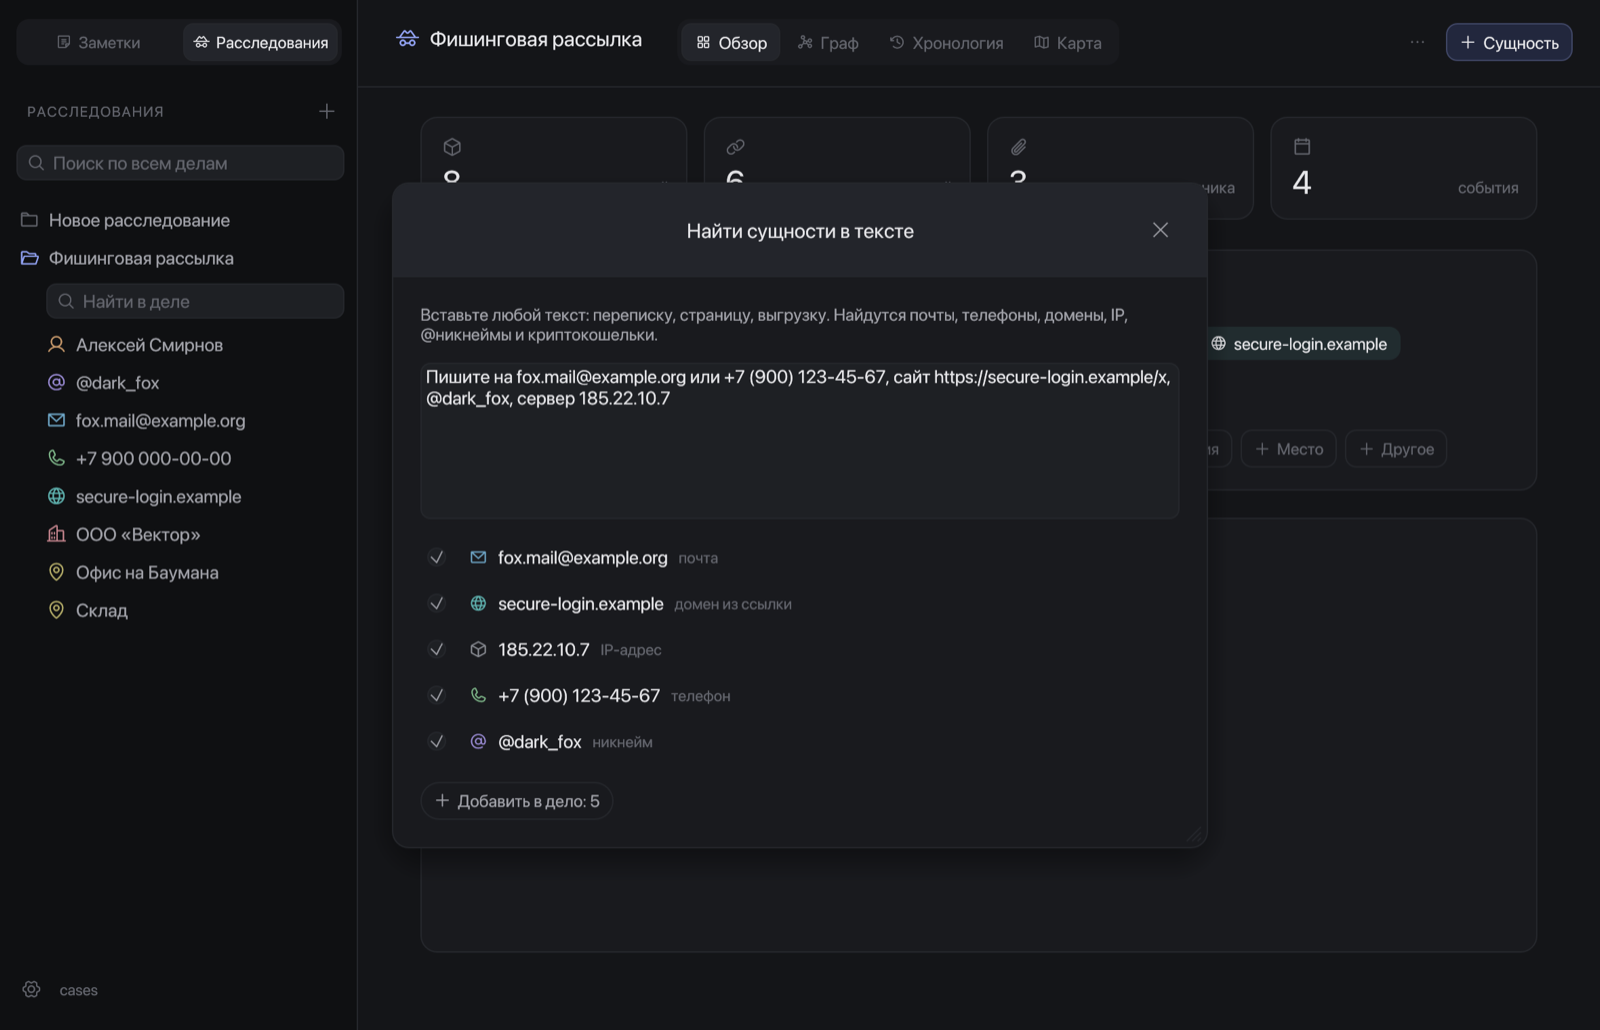 Заметки
Расследования
РАССЛЕДОВАНИЯ
Поиск по всем делам
Новое расследование
Фишинговая рассылка
Найти в деле
Алексей Смирнов
@dark_fox
fox.mail@example.org
+7 900 000-00-00
secure-login.example
ООО «Вектор»
Офис на Баумана
Склад
cases
Фишинговая рассылка
Обзор
Граф
Хронология
Карта
...
+ Сущность
8
6
3
4
события
secure-login.example
+ Место
+ Другое
Найти сущности в тексте
Вставьте любой текст: переписку, страницу, выгрузку. Найдутся почты, телефоны, домены, IP,
@никнеймы и криптокошельки.
Пишите на fox.mail@example.org или +7 (900) 123-45-67, сайт https://secure-login.example/x,
@dark_fox, сервер 185.22.10.7
fox.mail@example.org почта
secure-login.example домен из ссылки
185.22.10.7 IP-адрес
+7 (900) 123-45-67 телефон
@dark_fox никнейм
+ Добавить в дело: 5